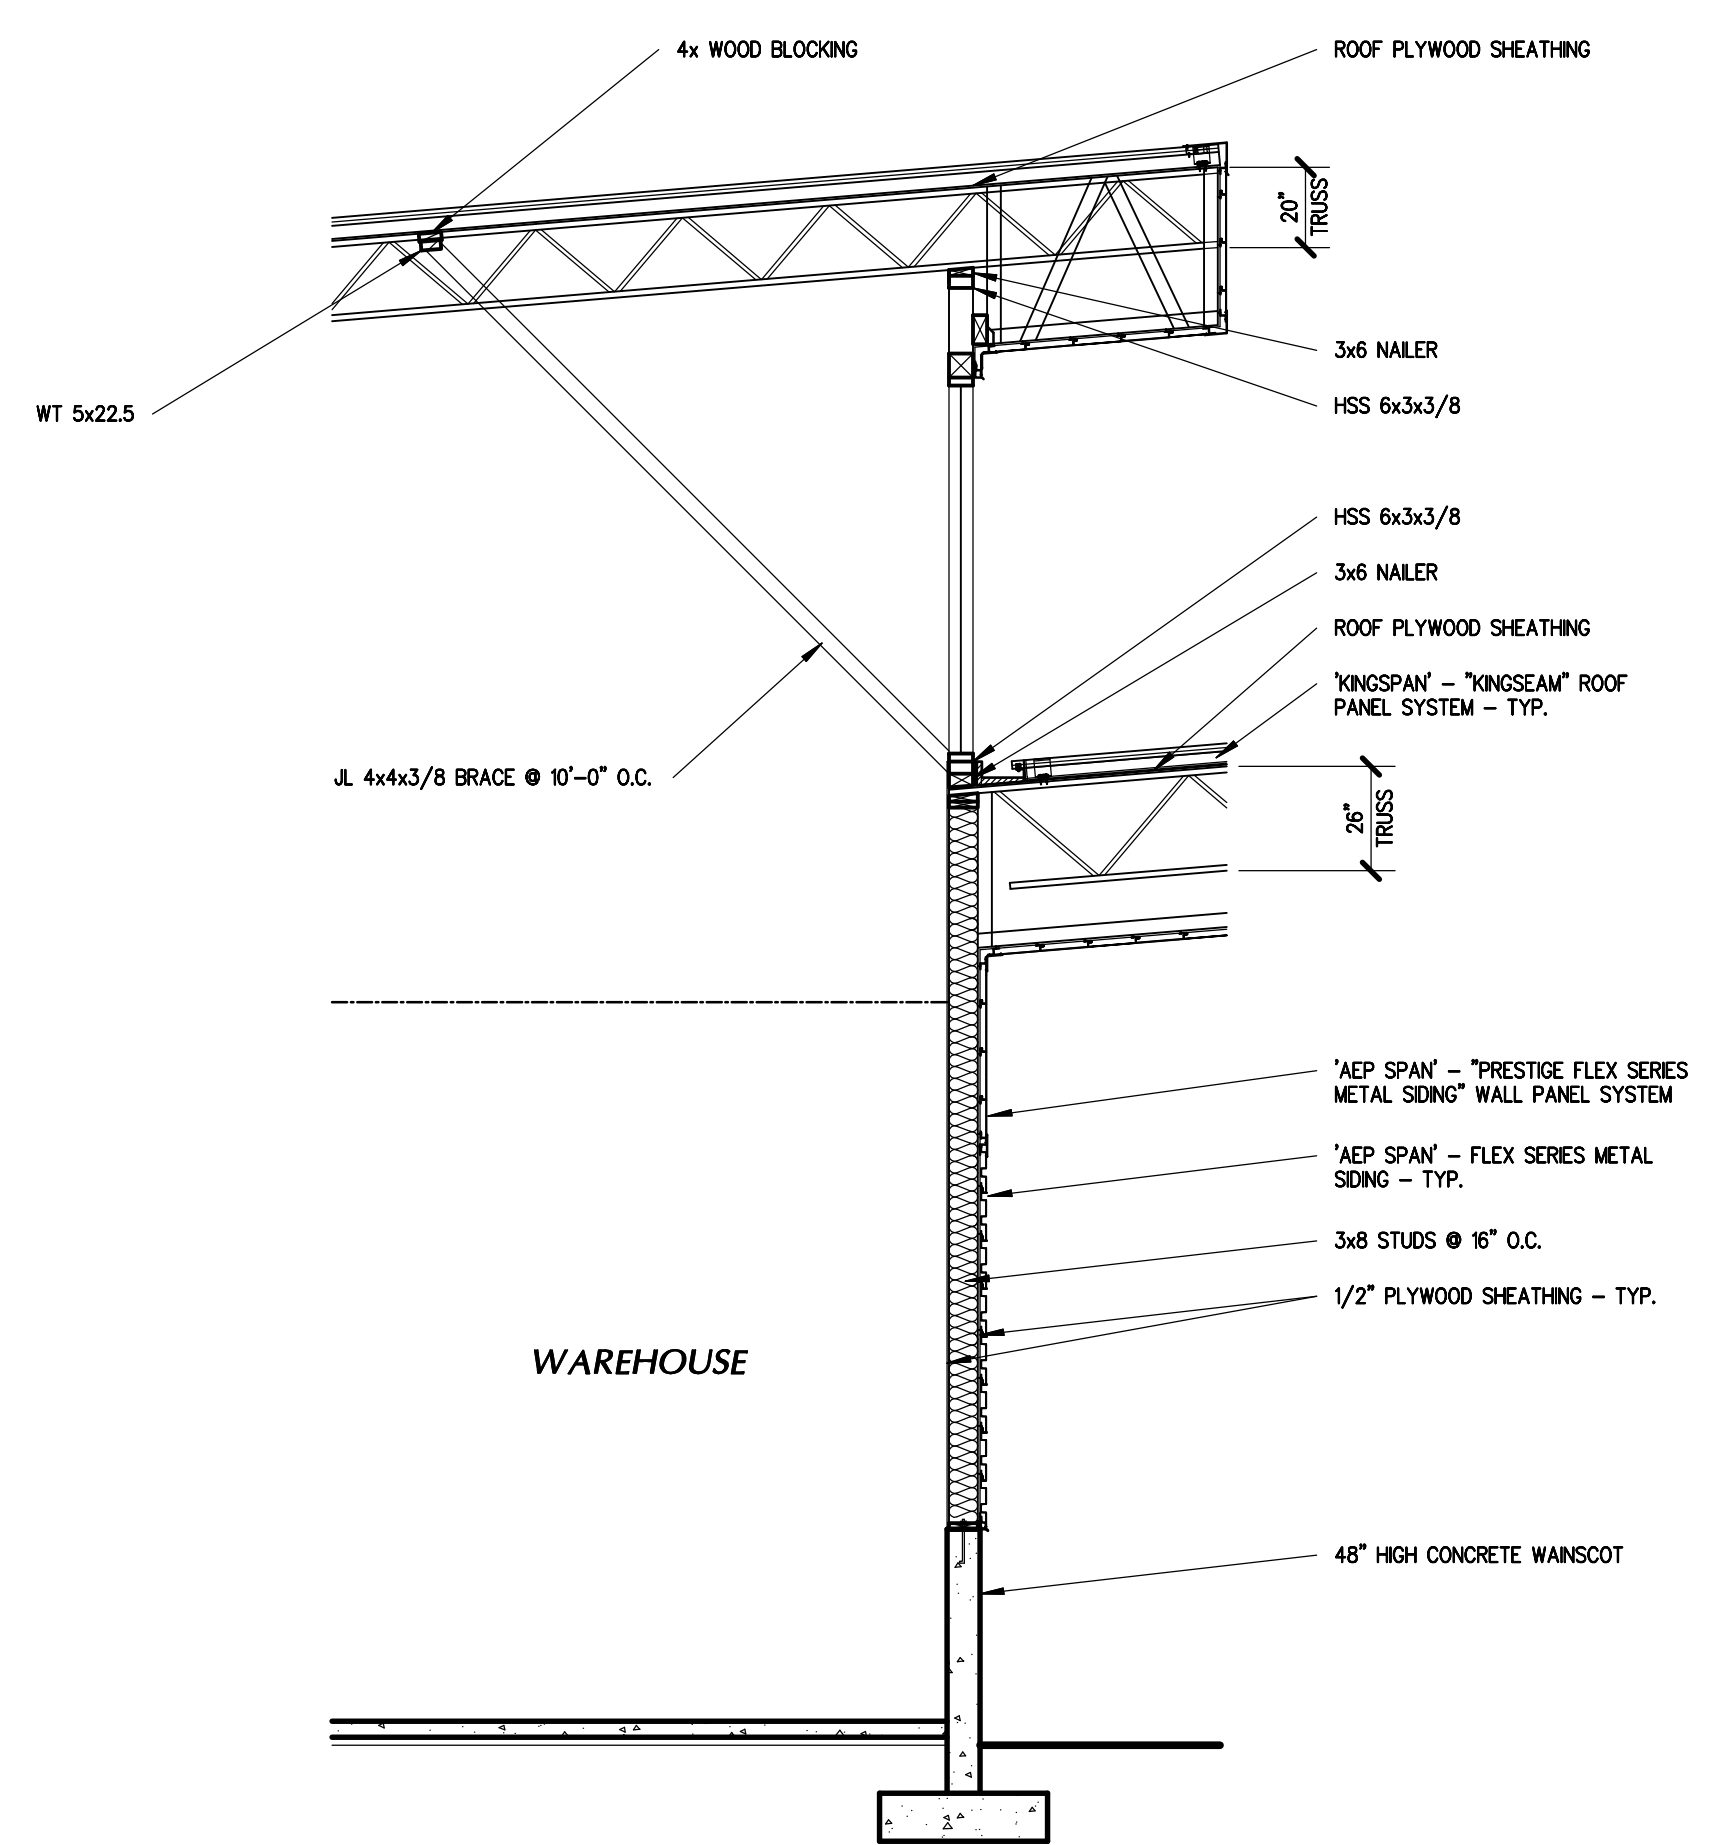 4x WOOD BLOCKING
ROOF PLYWOOD SHEATHING
20"
TRUSS
3x6 NAILER
HSS 6x3x3/8
WT 5x22.5
HSS 6x3x3/8
3x6 NAILER
ROOF PLYWOOD SHEATHING
'KINGSPAN' – "KINGSEAM" ROOF
PANEL SYSTEM – TYP.
JL 4x4x3/8 BRACE @ 10'–0" O.C.
26"
TRUSS
'AEP SPAN' – "PRESTIGE FLEX SERIES
METAL SIDING" WALL PANEL SYSTEM
'AEP SPAN' – FLEX SERIES METAL
SIDING – TYP.
3x8 STUDS @ 16" O.C.
1/2" PLYWOOD SHEATHING – TYP.
WAREHOUSE
48" HIGH CONCRETE WAINSCOT